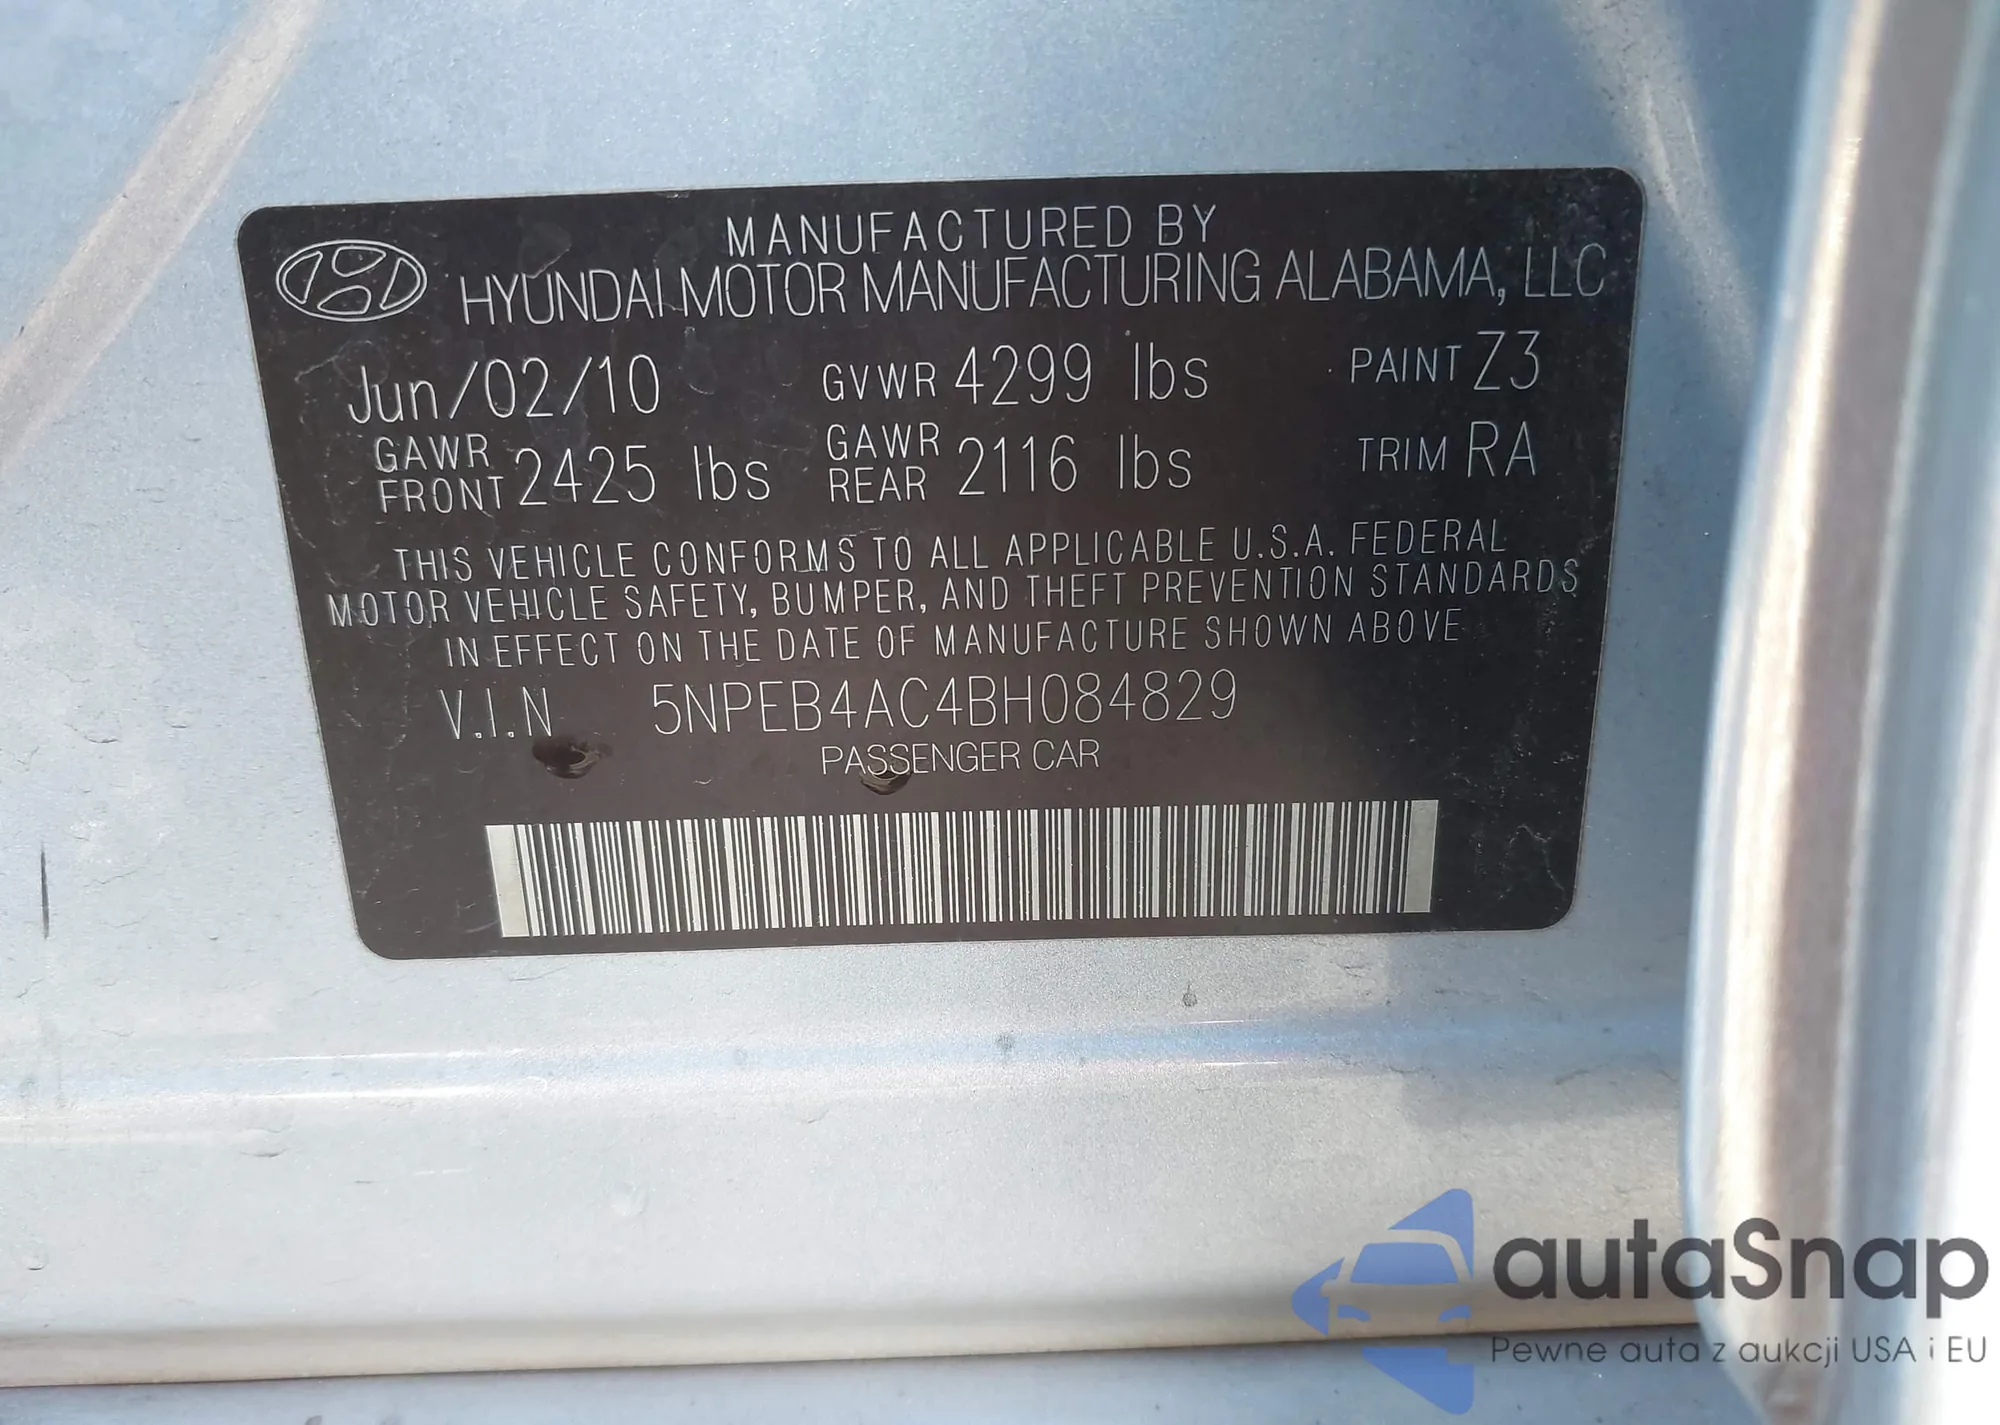 MANUFACTURED BY
HYUNDAI MOTOR MANUFACTURING ALABAMA, LLC
Jun/02/10 GVWR 4299 lbs PAINT Z3
GAWR FRONT 2425 lbs GAWR REAR 2116 lbs TRIM RA
THIS VEHICLE CONFORMS TO ALL APPLICABLE U.S.A. FEDERAL
MOTOR VEHICLE SAFETY, BUMPER, AND THEFT PREVENTION STANDARDS
IN EFFECT ON THE DATE OF MANUFACTURE SHOWN ABOVE
V.I.N 5NPEB4AC4BH084829
PASSENGER CAR
autaSnap
Pewne auta z aukcji USA i EU